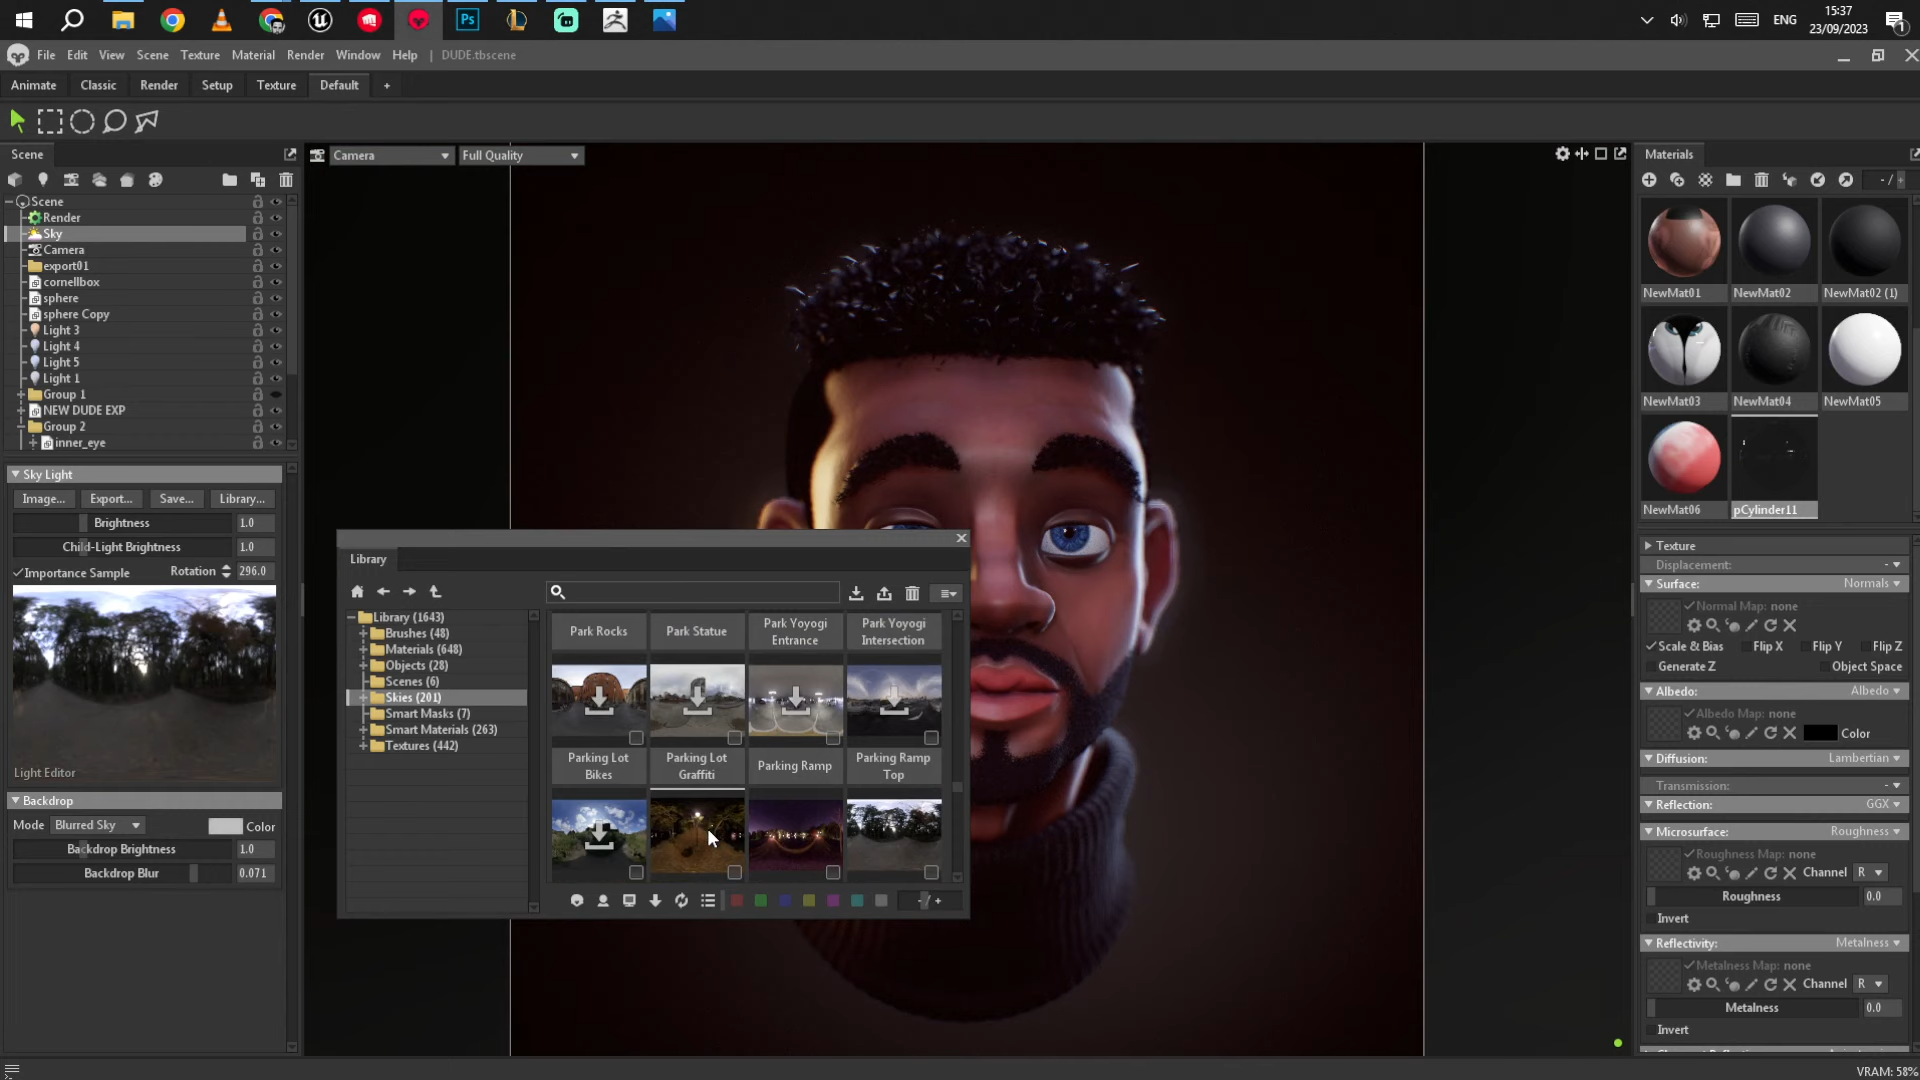 Ps
ENG
15:37
23/09/2023
1
File Edit View Scene Texture Material Render Window Help DUDE.tbscene
Animate Classic Render Setup Texture Default +
Scene
Camera
Full Quality
Materials
- / +
Scene
Render
Sky
Camera
export01
cornellbox
sphere
sphere Copy
Light 3
Light 4
Light 5
Light 1
Group 1
NEW DUDE EXP
Group 2
inner_eye
Sky Light
Image... Export... Save... Library...
Brightness 1.0
Child-Light Brightness 1.0
Importance Sample Rotation 296.0
Light Editor
Backdrop
Mode Blurred Sky Color
Backdrop Brightness 1.0
Backdrop Blur 0.071
Library
Library (1643)
Brushes (48)
Materials (648)
Objects (28)
Scenes (6)
Skies (201)
Smart Masks (7)
Smart Materials (263)
Textures (442)
Park Rocks
Park Statue
Park Yoyogi Entrance
Park Yoyogi Intersection
Parking Lot Bikes
Parking Lot Graffiti
Parking Ramp
Parking Ramp Top
- / +
NewMat01 NewMat02 NewMat02 (1)
NewMat03 NewMat04 NewMat05
NewMat06 pCylinder11
Texture
Displacement: -
Surface: Normals
Normal Map: none
Scale & Bias Flip X Flip Y Flip Z
Generate Z Object Space
Albedo: Albedo
Albedo Map: none
Color
Diffusion: Lambertian
Transmission: -
Reflection: GGX
Microsurface: Roughness
Roughness Map: none
Channel R
Roughness 0.0
Invert
Reflectivity: Metalness
Metalness Map: none
Channel R
Metalness 0.0
Invert
VRAM: 58%